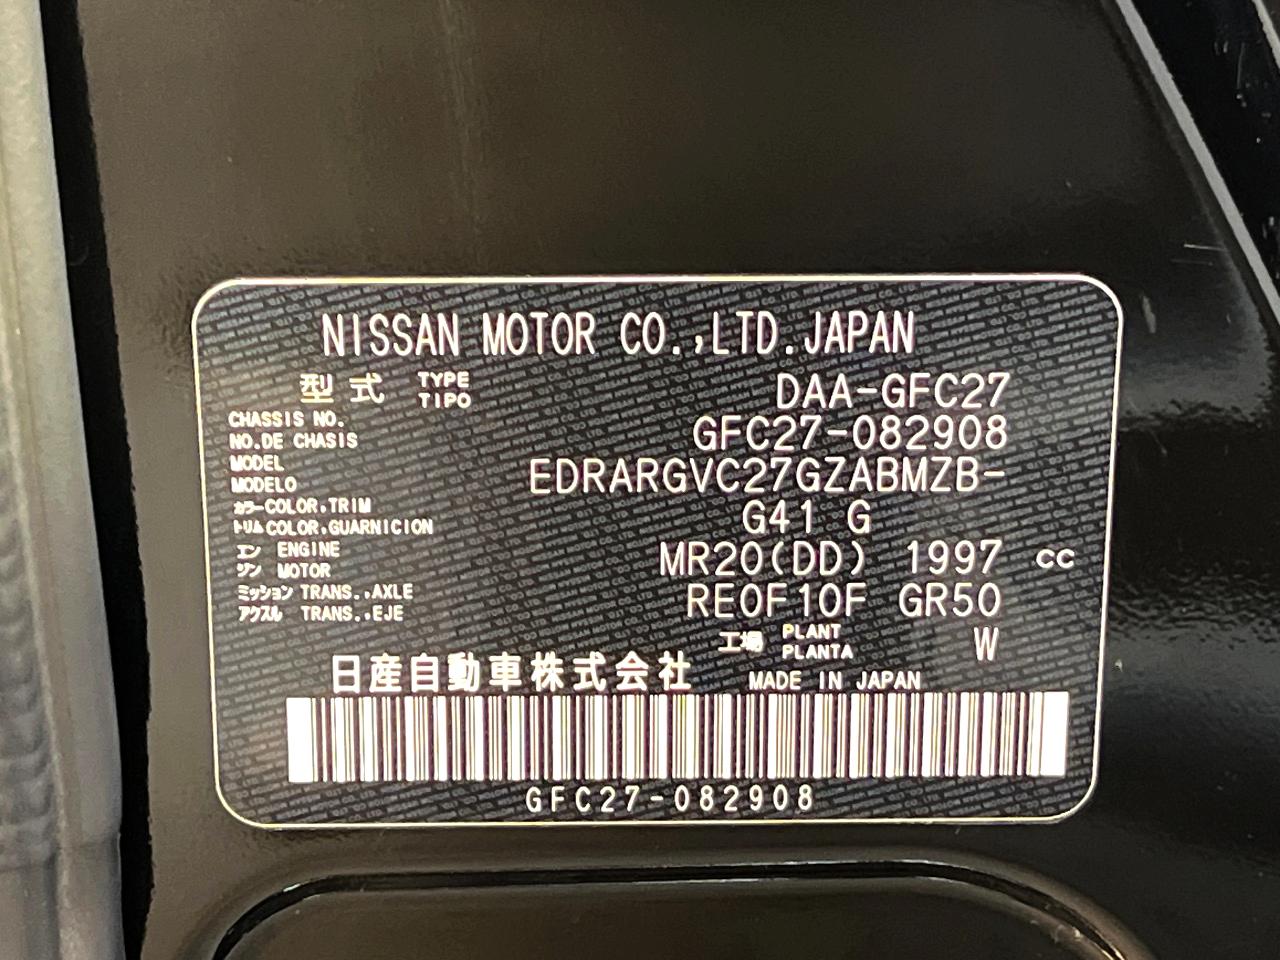 NISSAN MOTOR CO.,LTD.JAPAN
型式 TYPE TIPO DAA-GFC27
CHASSIS NO.
NO.DE CHASIS GFC27-082908
MODEL
MODELO EDRARGVC27GZABMZB-
カラー COLOR,TRIM
トリム COLOR,GUARNICION G41 G
エン ENGINE
ジン MOTOR MR20(DD) 1997 cc
ミッション TRANS.,AXLE
アクスル TRANS.,EJE RE0F10F GR50
工場 PLANT PLANTA W
日産自動車株式会社 MADE IN JAPAN
GFC27-082908